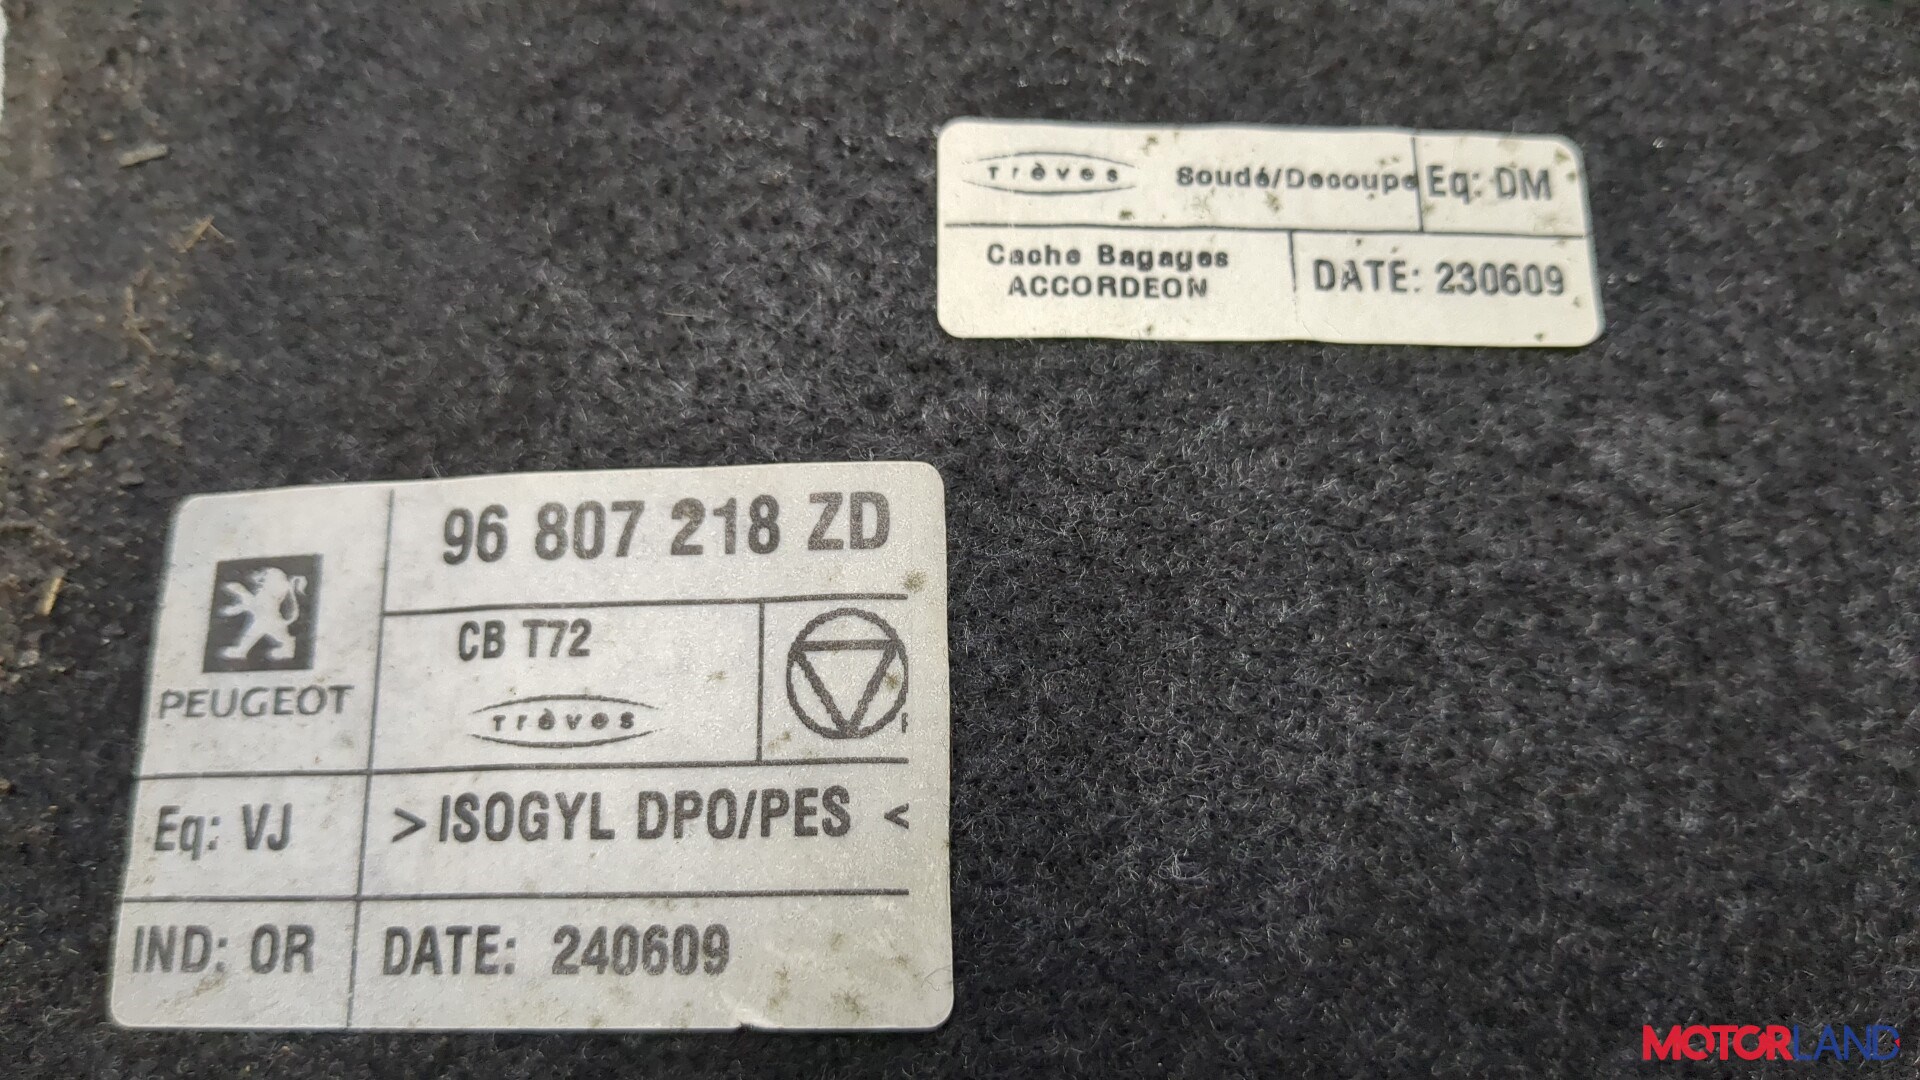 Trèves Soudé/Decoupe Eq: DM
Cache Bagages
ACCORDEON
DATE: 230609
96 807 218 ZD
PEUGEOT
CB T72
Trèves
Eq: VJ
>ISOGYL DPO/PES <
IND: OR
DATE: 240609
MOTORLAND